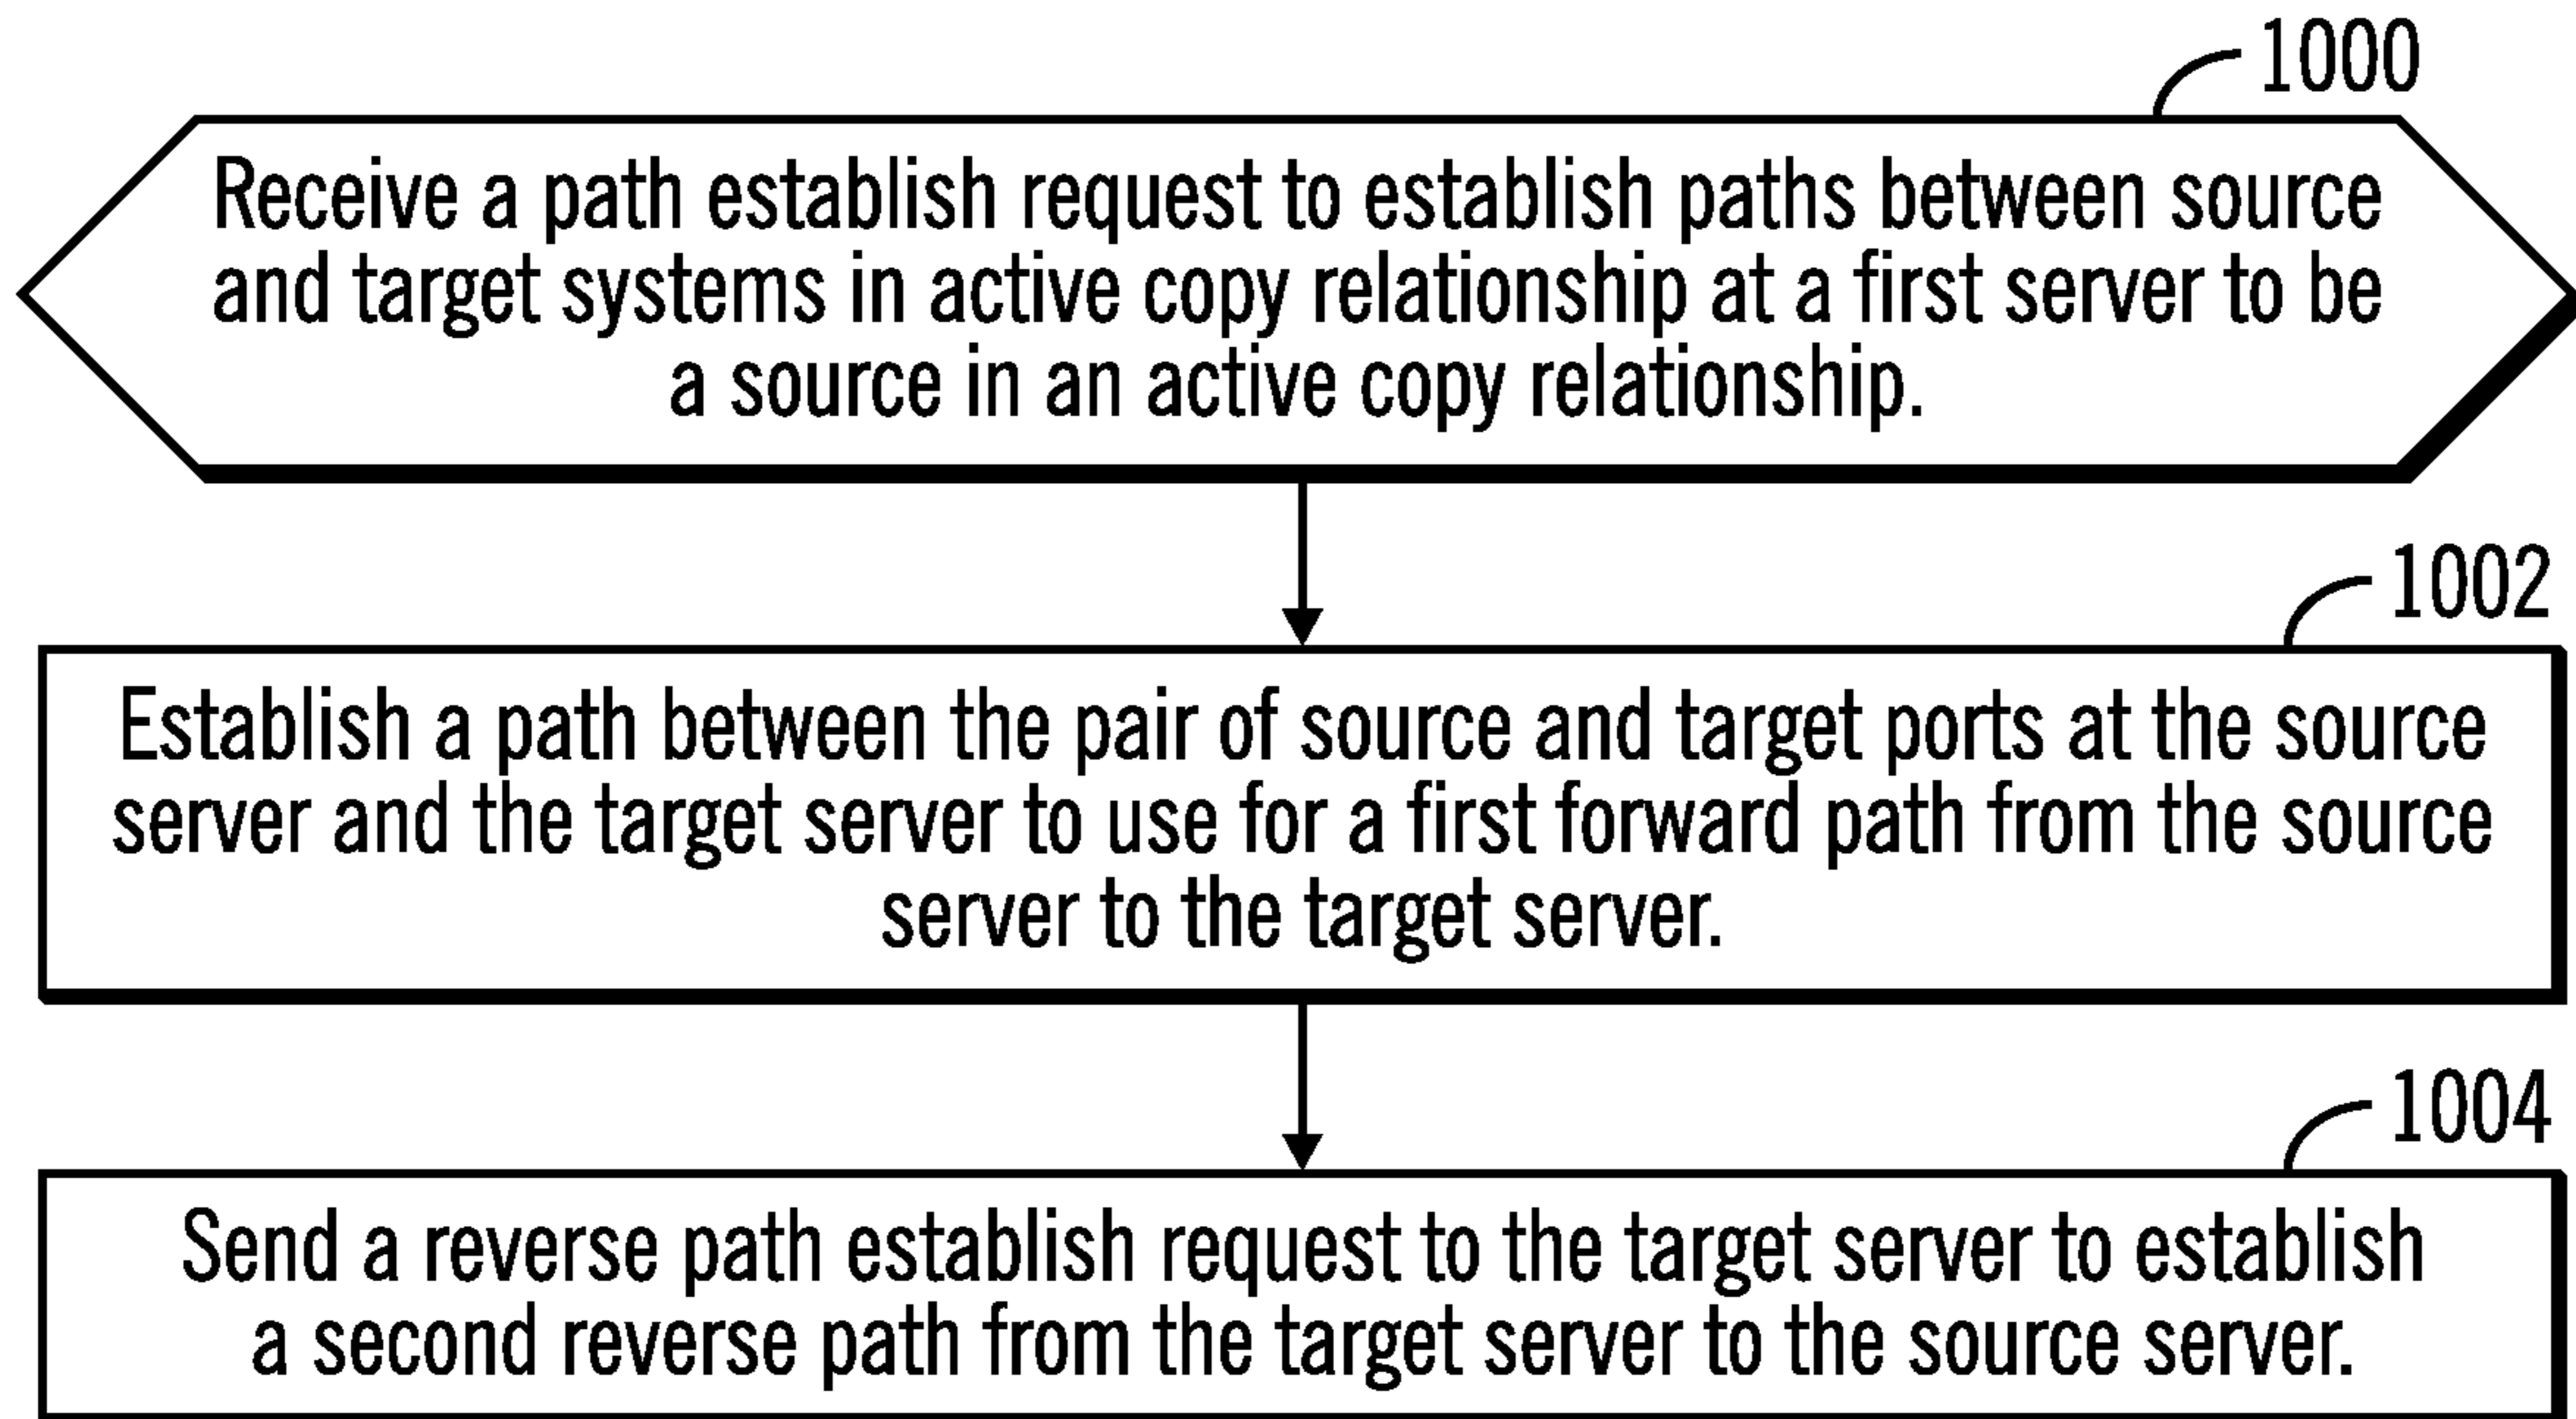 1000
Receive a path establish request to establish paths between source
and target systems in active copy relationship at a first server to be
a source in an active copy relationship.
1002
Establish a path between the pair of source and target ports at the source
server and the target server to use for a first forward path from the source
server to the target server.
1004
Send a reverse path establish request to the target server to establish
a second reverse path from the target server to the source server.